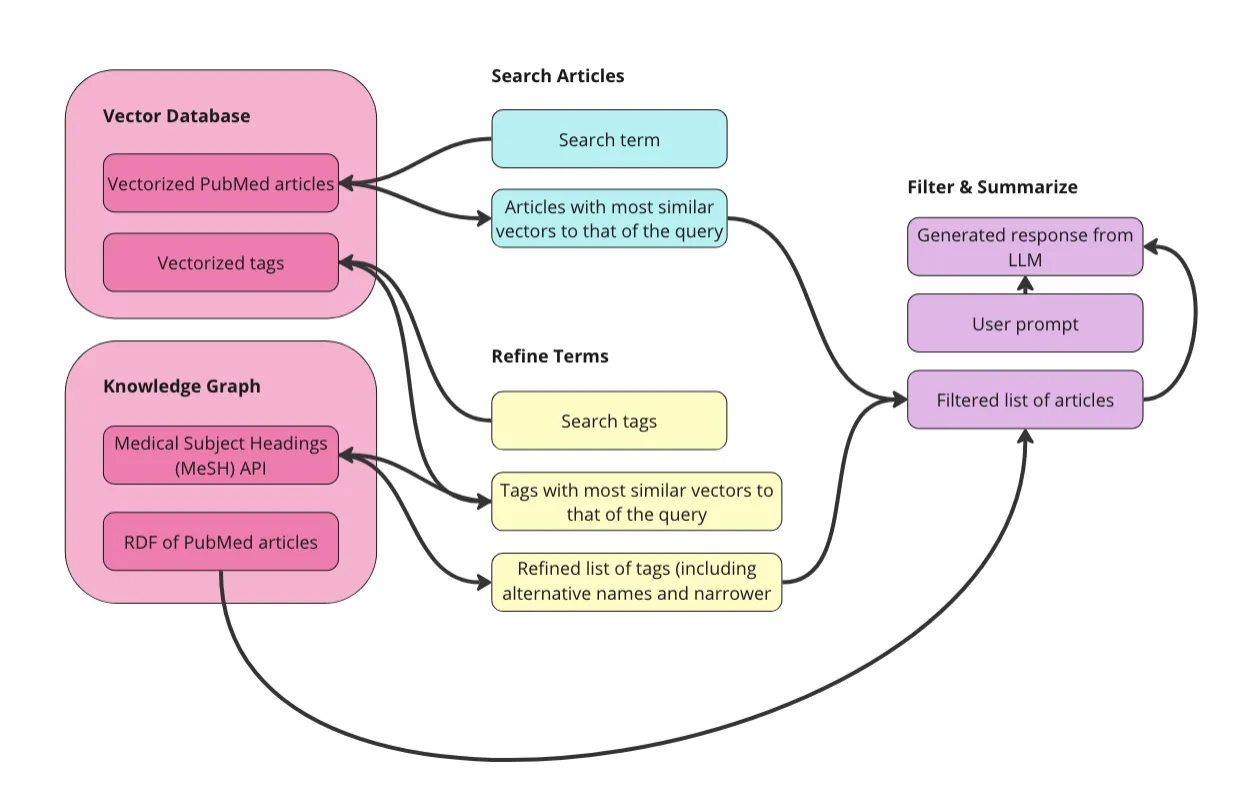 Vector Database
Vectorized PubMed articles
Vectorized tags
Knowledge Graph
Medical Subject Headings
(MeSH) API
RDF of PubMed articles
Search Articles
Search term
Articles with most similar
vectors to that of the query
Refine Terms
Search tags
Tags with most similar vectors to
that of the query
Refined list of tags (including
alternative names and narrower
Filter & Summarize
Generated response from
LLM
User prompt
Filtered list of articles